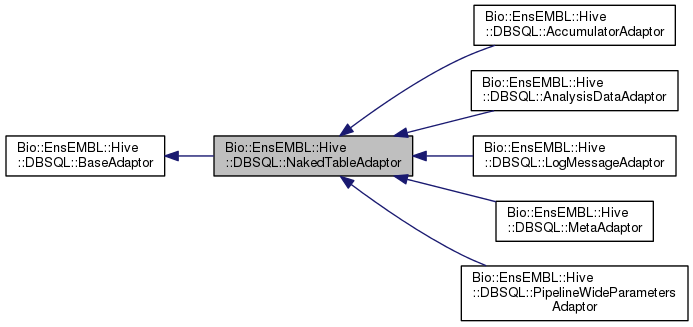 Bio::EnsEMBL::Hive
::DBSQL::AccumulatorAdaptor
Bio::EnsEMBL::Hive
::DBSQL::AnalysisDataAdaptor
Bio::EnsEMBL::Hive
::DBSQL::BaseAdaptor
Bio::EnsEMBL::Hive
::DBSQL::NakedTableAdaptor
Bio::EnsEMBL::Hive
::DBSQL::LogMessageAdaptor
Bio::EnsEMBL::Hive
::DBSQL::MetaAdaptor
Bio::EnsEMBL::Hive
::DBSQL::PipelineWideParameters
Adaptor